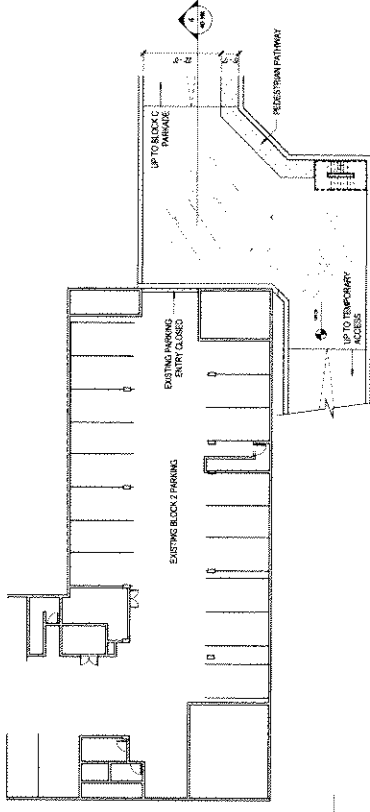 UP TO BLOCK C
PARKADE
PEDESTRIAN PATHWAY
EXISTING PARKING
ENTRY CLOSED
EXISTING BLOCK 2 PARKING
UP TO TEMPORARY
ACCESS